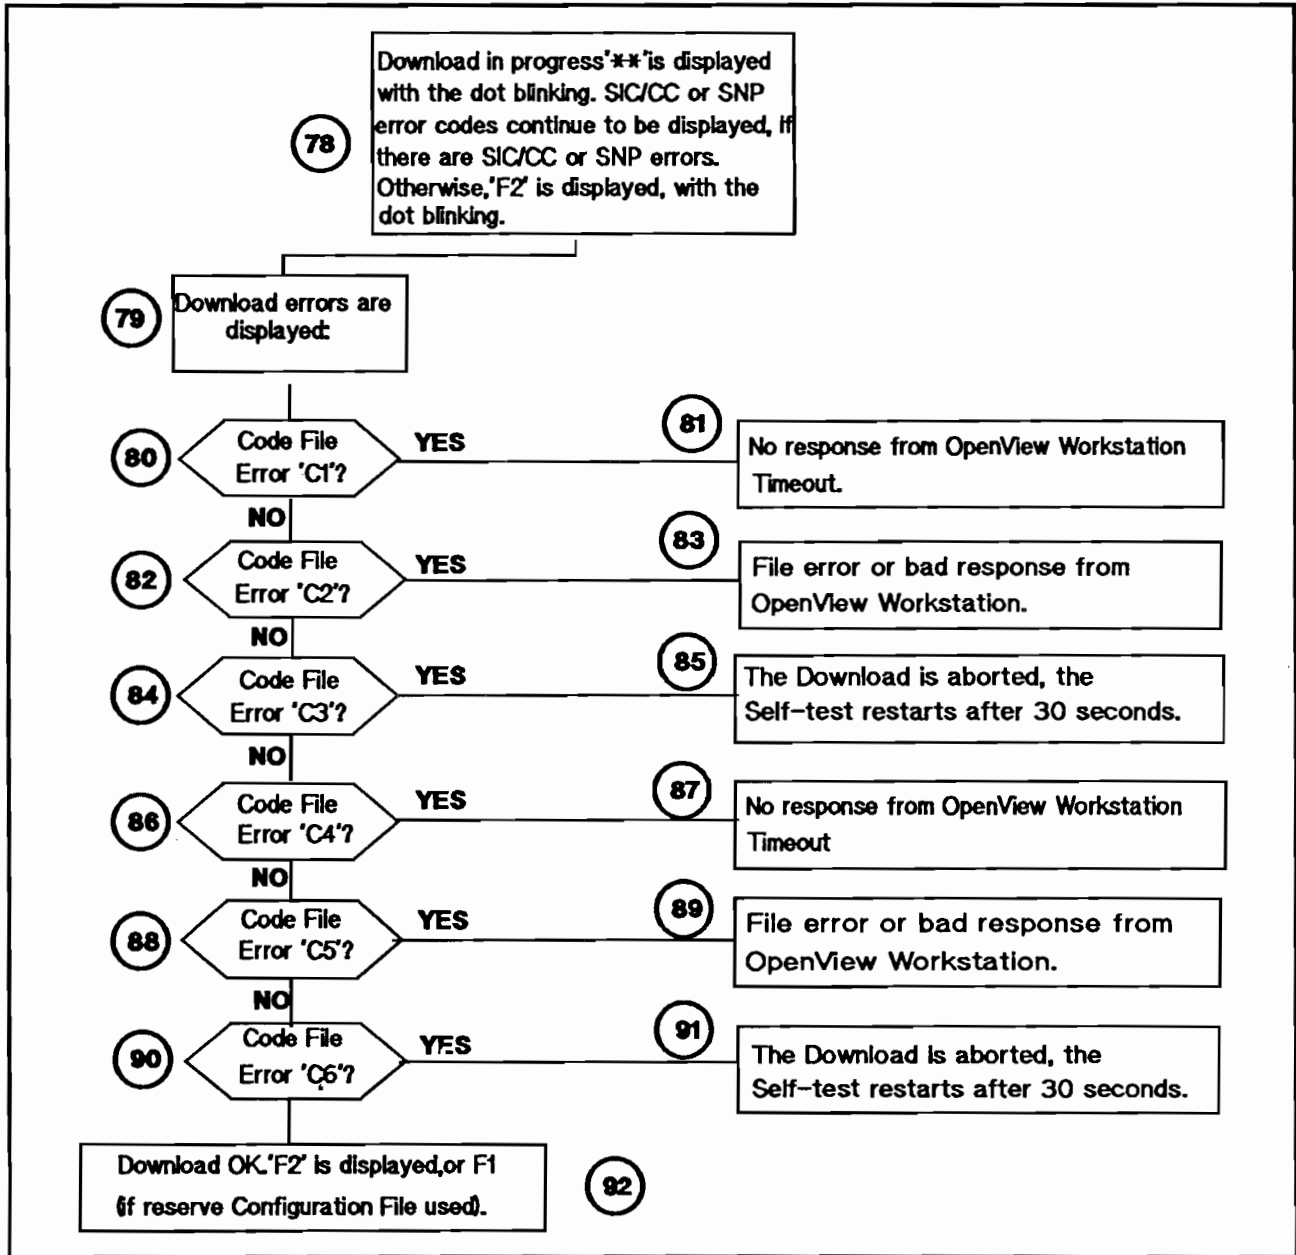 Download in progress'**'is displayed
with the dot blinking. SIC/CC or SNP
error codes continue to be displayed, if
there are SIC/CC or SNP errors.
Otherwise,'F2' is displayed, with the
dot blinking.
78
79
Download errors are
displayed:
80
Code File
Error 'C1'?
YES
81
No response from OpenView Workstation
Timeout.
NO
82
Code File
Error 'C2'?
YES
83
File error or bad response from
OpenView Workstation.
NO
84
Code File
Error 'C3'?
YES
85
The Download is aborted, the
Self-test restarts after 30 seconds.
NO
86
Code File
Error 'C4'?
YES
87
No response from OpenView Workstation
Timeout
NO
88
Code File
Error 'C5'?
YES
89
File error or bad response from
OpenView Workstation.
NO
90
Code File
Error 'C6'?
YES
91
The Download is aborted, the
Self-test restarts after 30 seconds.
Download OK.'F2' is displayed,or F1
(if reserve Configuration File used).
92